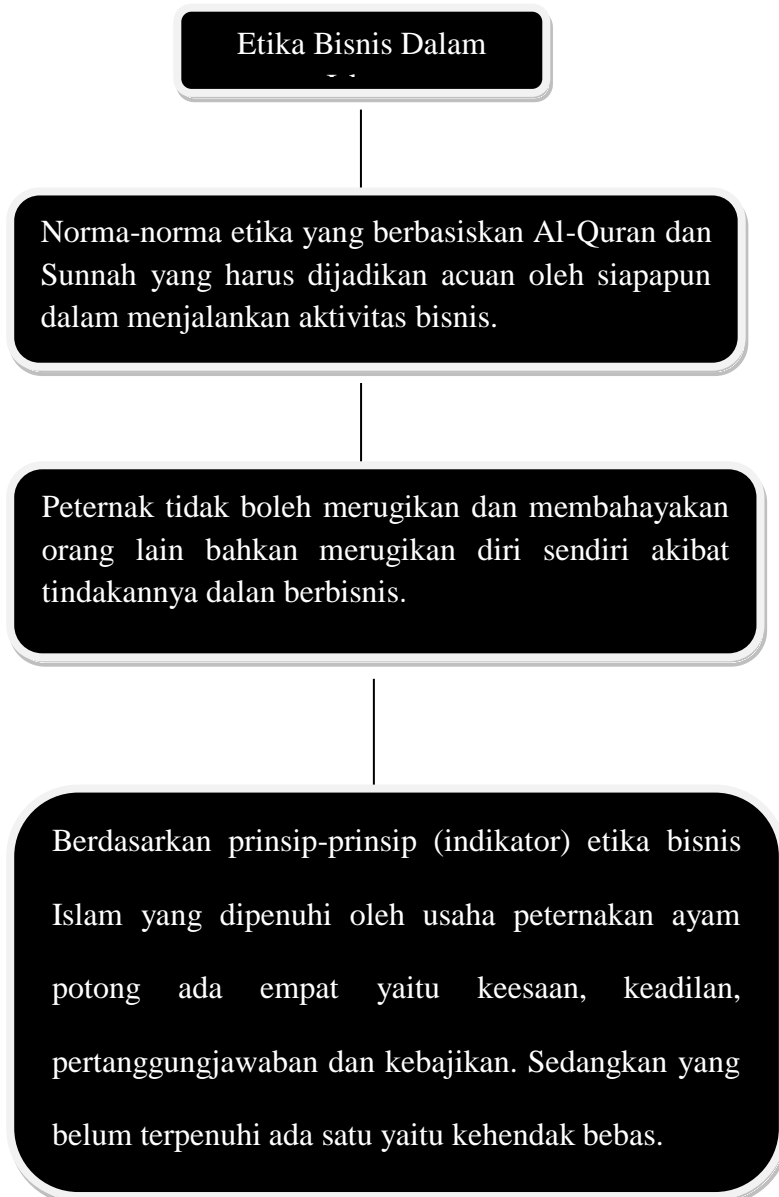 Etika Bisnis Dalam
Norma-norma etika yang berbasiskan Al-Quran dan
Sunnah yang harus dijadikan acuan oleh siapapun
dalam menjalankan aktivitas bisnis.
Peternak tidak boleh merugikan dan membahayakan
orang lain bahkan merugikan diri sendiri akibat
tindakannya dalan berbisnis.
Berdasarkan prinsip-prinsip (indikator) etika bisnis
Islam yang dipenuhi oleh usaha peternakan ayam
potong ada empat yaitu keesaan, keadilan,
pertanggungjawaban dan kebajikan. Sedangkan yang
belum terpenuhi ada satu yaitu kehendak bebas.